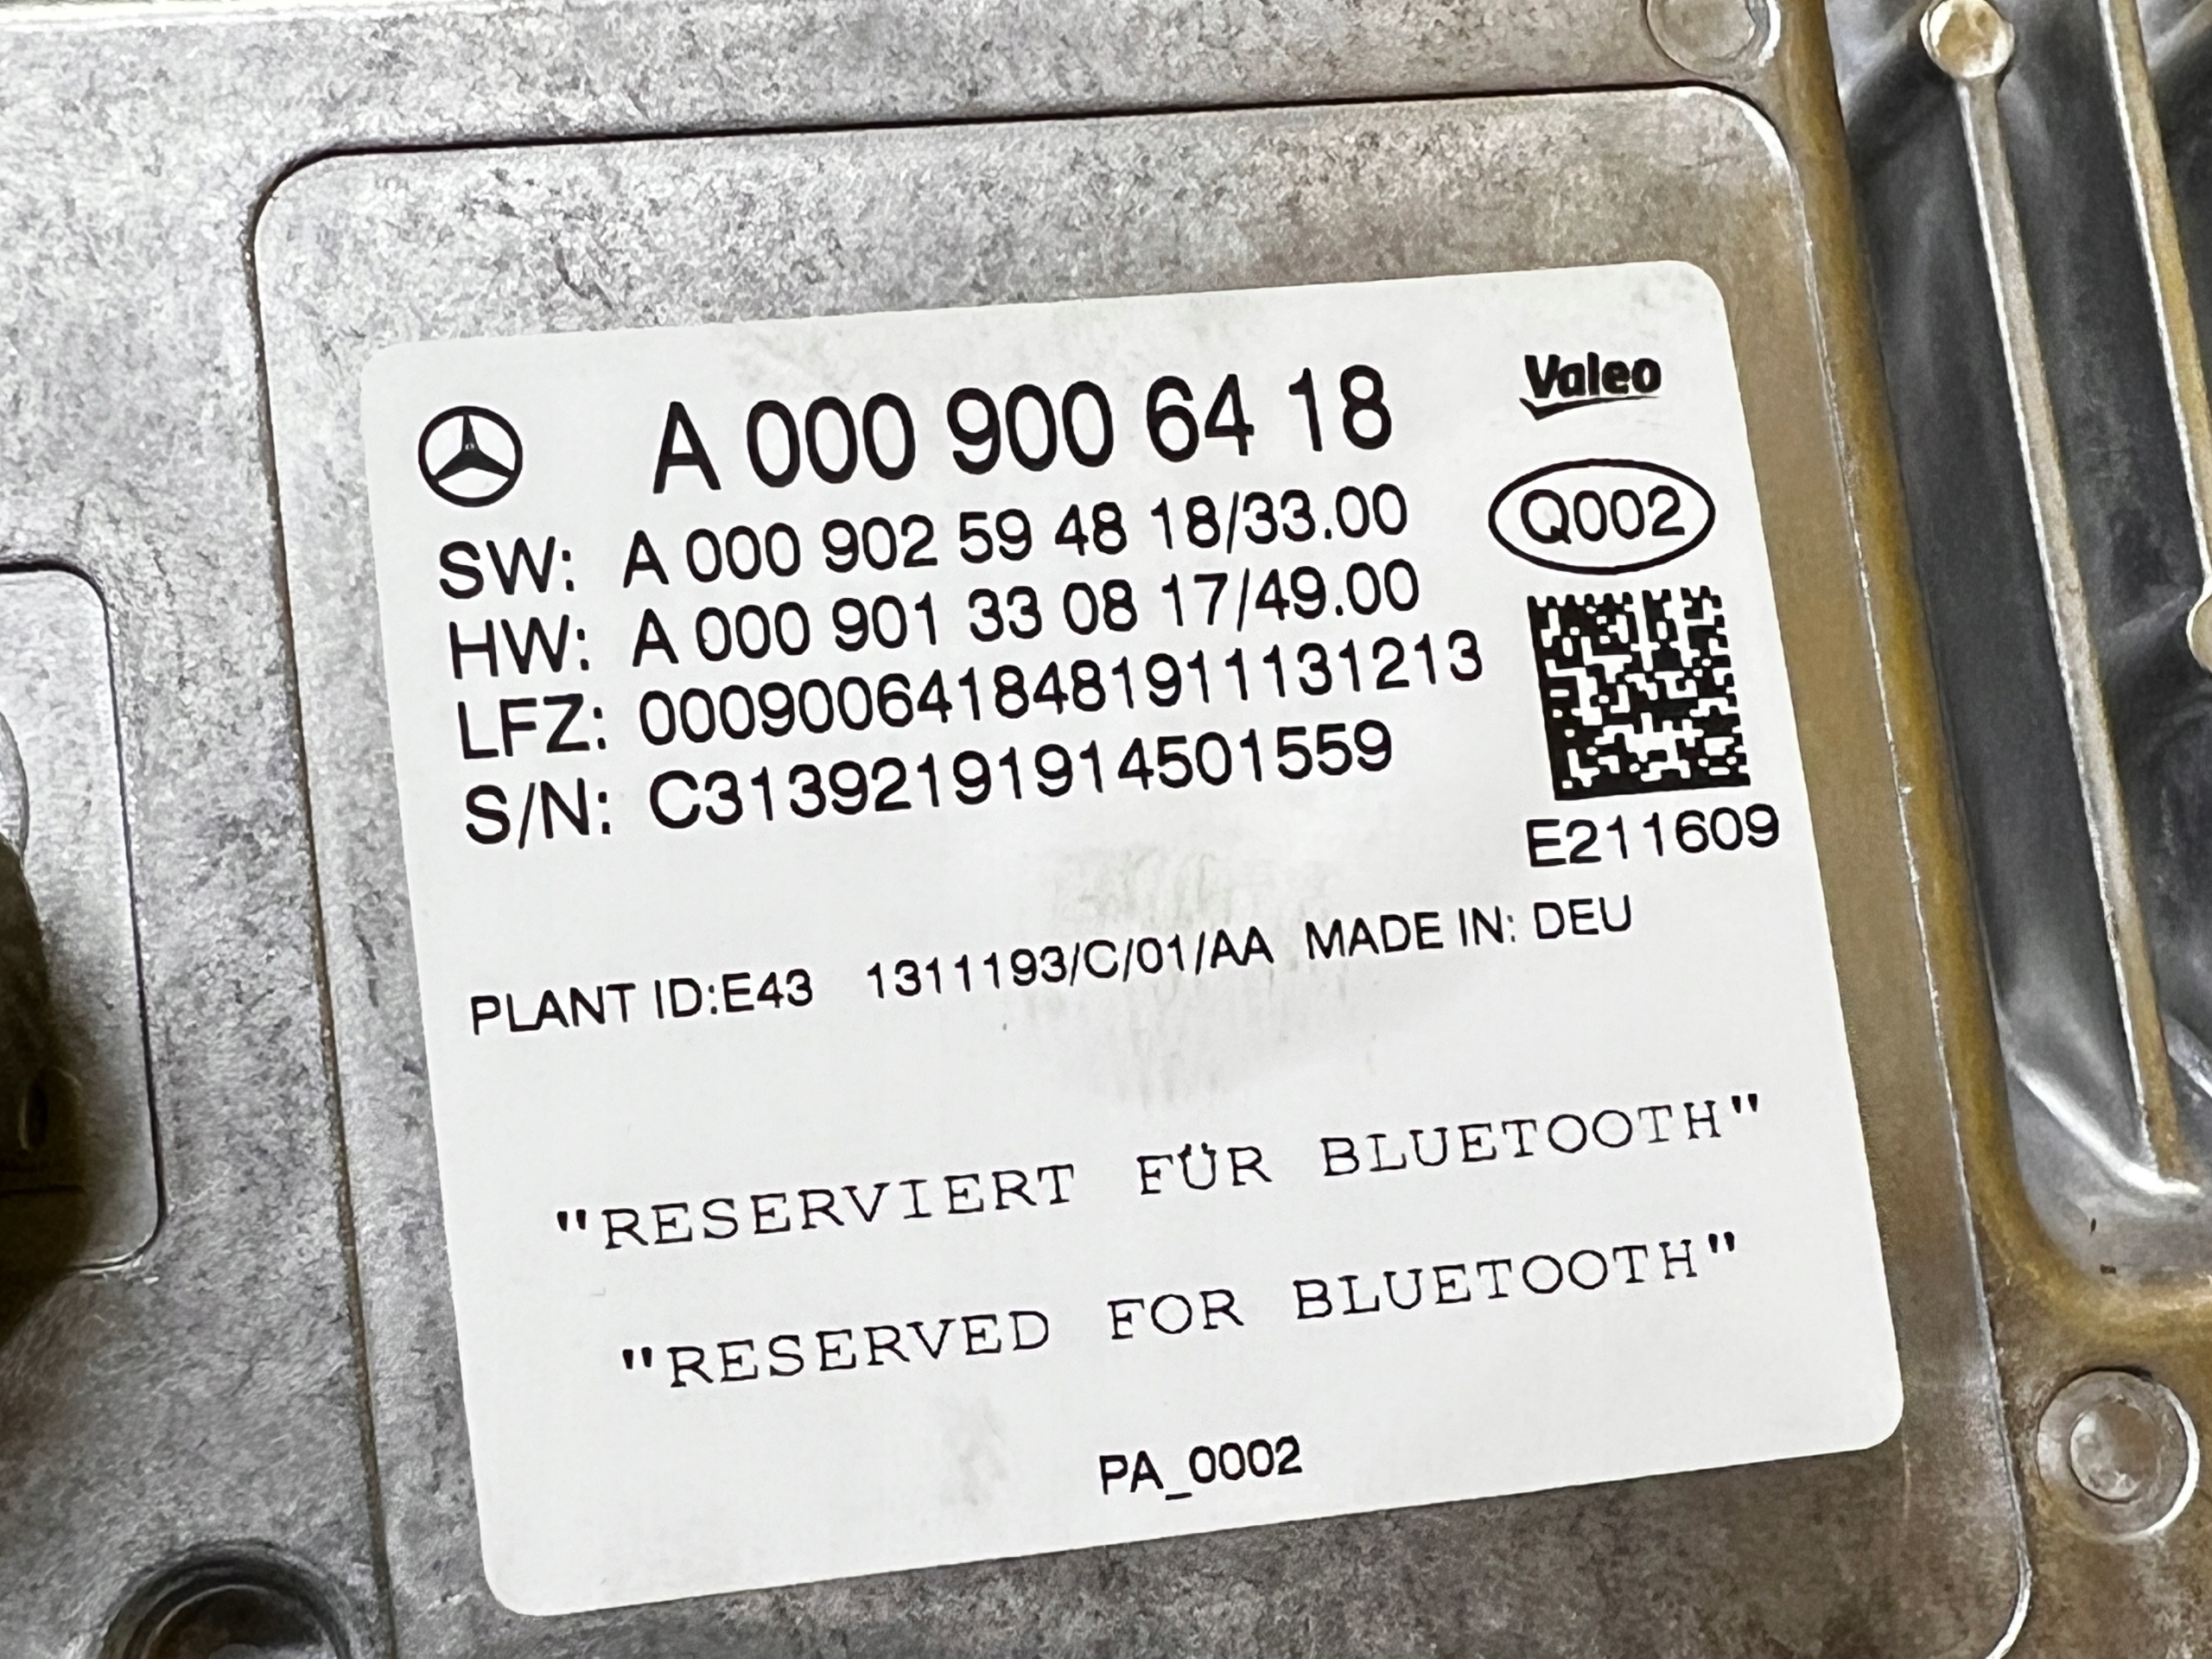 A 000 900 64 18
Valeo
SW: A 000 902 59 48 18/33.00
Q002
HW: A 000 901 33 08 17/49.00
LFZ: 0009006418481911131213
S/N: C31392191914501559
E211609
PLANT ID:E43 1311193/C/01/AA MADE IN: DEU
"RESERVIERT FÜR BLUETOOTH"
"RESERVED FOR BLUETOOTH"
PA_0002